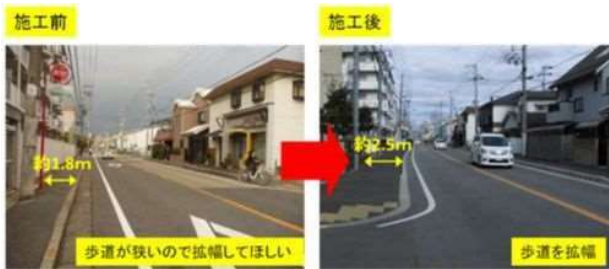 施工前
施工後
約1.8m
約2.5m
歩道が狭いので拡幅してほしい
歩道を拡幅